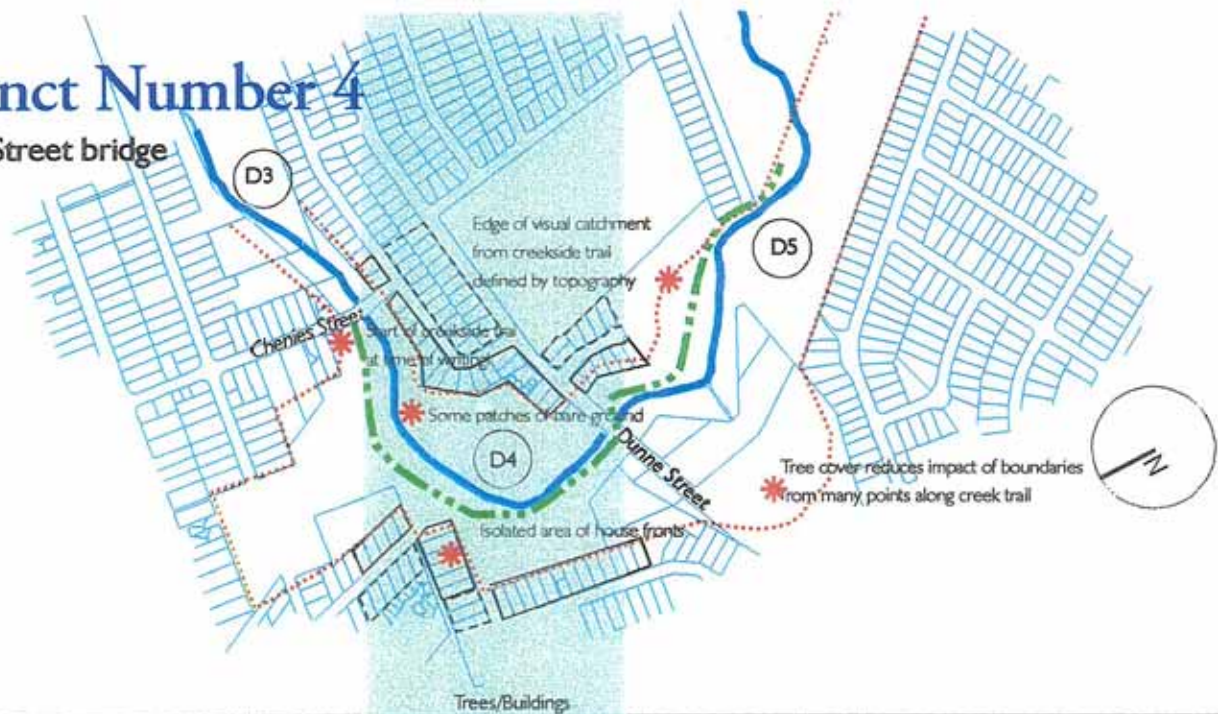 nct Number 4
Street bridge
D3
Edge of visual catchment
from creekside trail
defined by topography
D5
Chenies Street
Start of creekside trail
at time of writing
Some patches of bare ground
D4
Dunne Street
N
Tree cover reduces impact of boundaries
from many points along creek trail
Isolated area of house fronts
Trees/Buildings